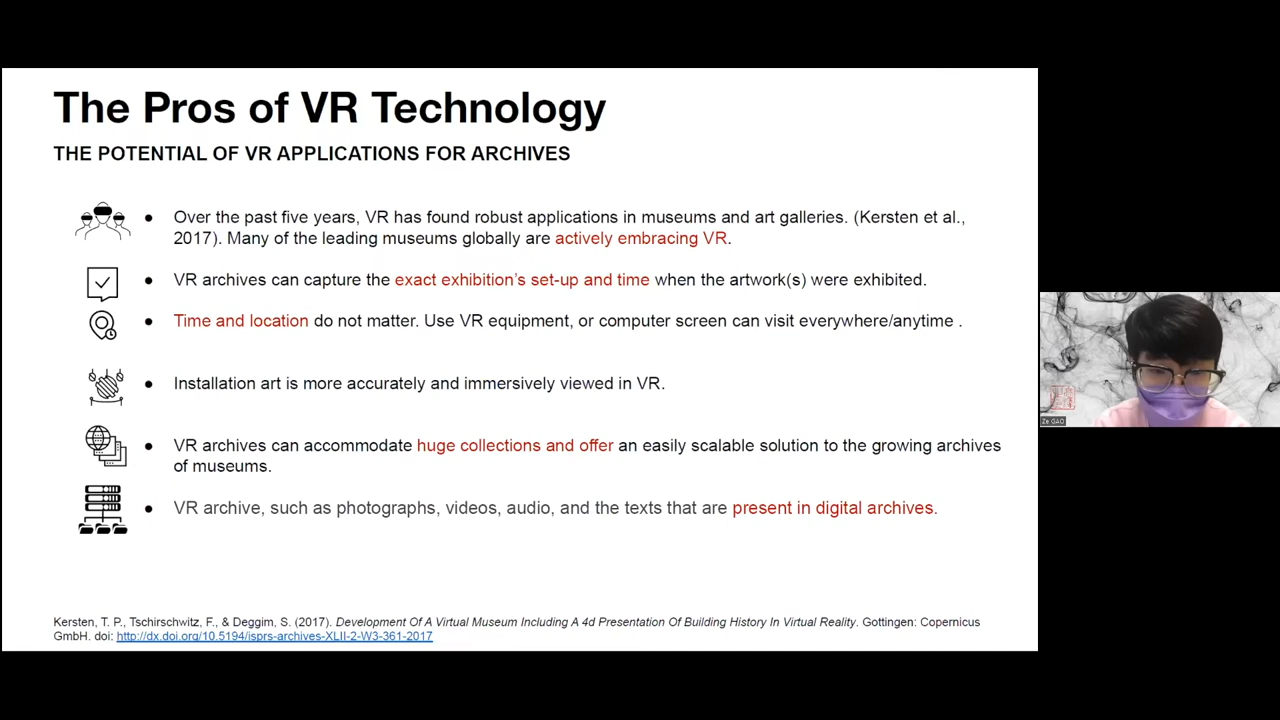 The Pros of VR Technology
THE POTENTIAL OF VR APPLICATIONS FOR ARCHIVES
● Over the past five years, VR has found robust applications in museums and art galleries. (Kersten et al.,
2017). Many of the leading museums globally are actively embracing VR.
● VR archives can capture the exact exhibition's set-up and time when the artwork(s) were exhibited.
● Time and location do not matter. Use VR equipment, or computer screen can visit everywhere/anytime .
● Installation art is more accurately and immersively viewed in VR.
● VR archives can accommodate huge collections and offer an easily scalable solution to the growing archives
of museums.
● VR archive, such as photographs, videos, audio, and the texts that are present in digital archives.
Kersten, T. P., Tschirschwitz, F., & Deggim, S. (2017). Development Of A Virtual Museum Including A 4d Presentation Of Building History In Virtual Reality. Gottingen: Copernicus
GmbH. doi: http://dx.doi.org/10.5194/isprs-archives-XLII-2-W3-361-2017
Ze GAO